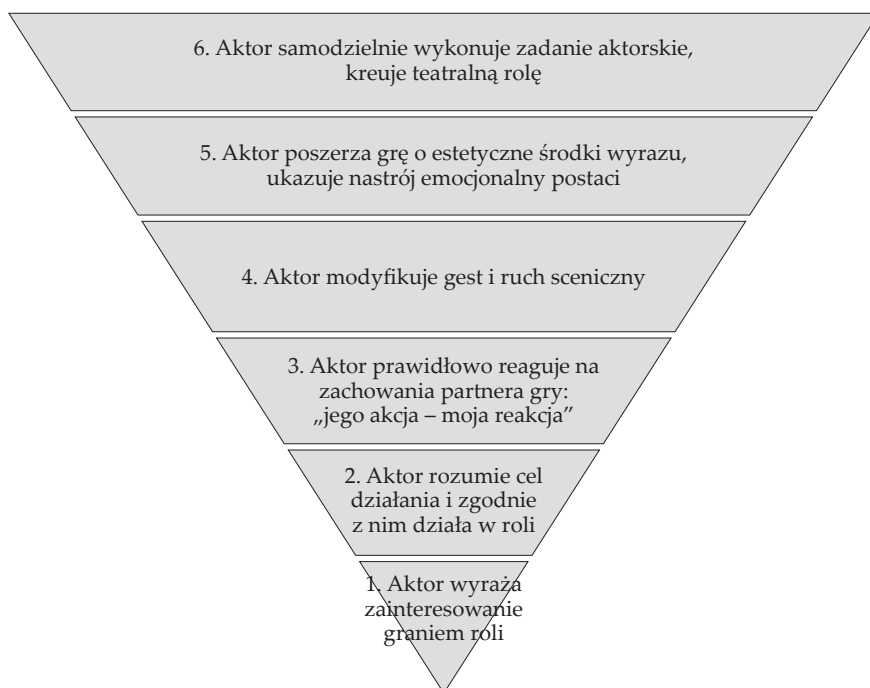 6. Aktor samodzielnie wykonuje zadanie aktorskie,
kreuje teatralną rolę
5. Aktor poszerza grę o estetyczne środki wyrazu,
ukazuje nastrój emocjonalny postaci
4. Aktor modyfikuje gest i ruch sceniczny
3. Aktor prawidłowo reaguje na
zachowania partnera gry:
„jego akcja – moja reakcja”
2. Aktor rozumie cel
działania i zgodnie
z nim działa w roli
1. Aktor wyraża
zainteresowanie
graniem roli